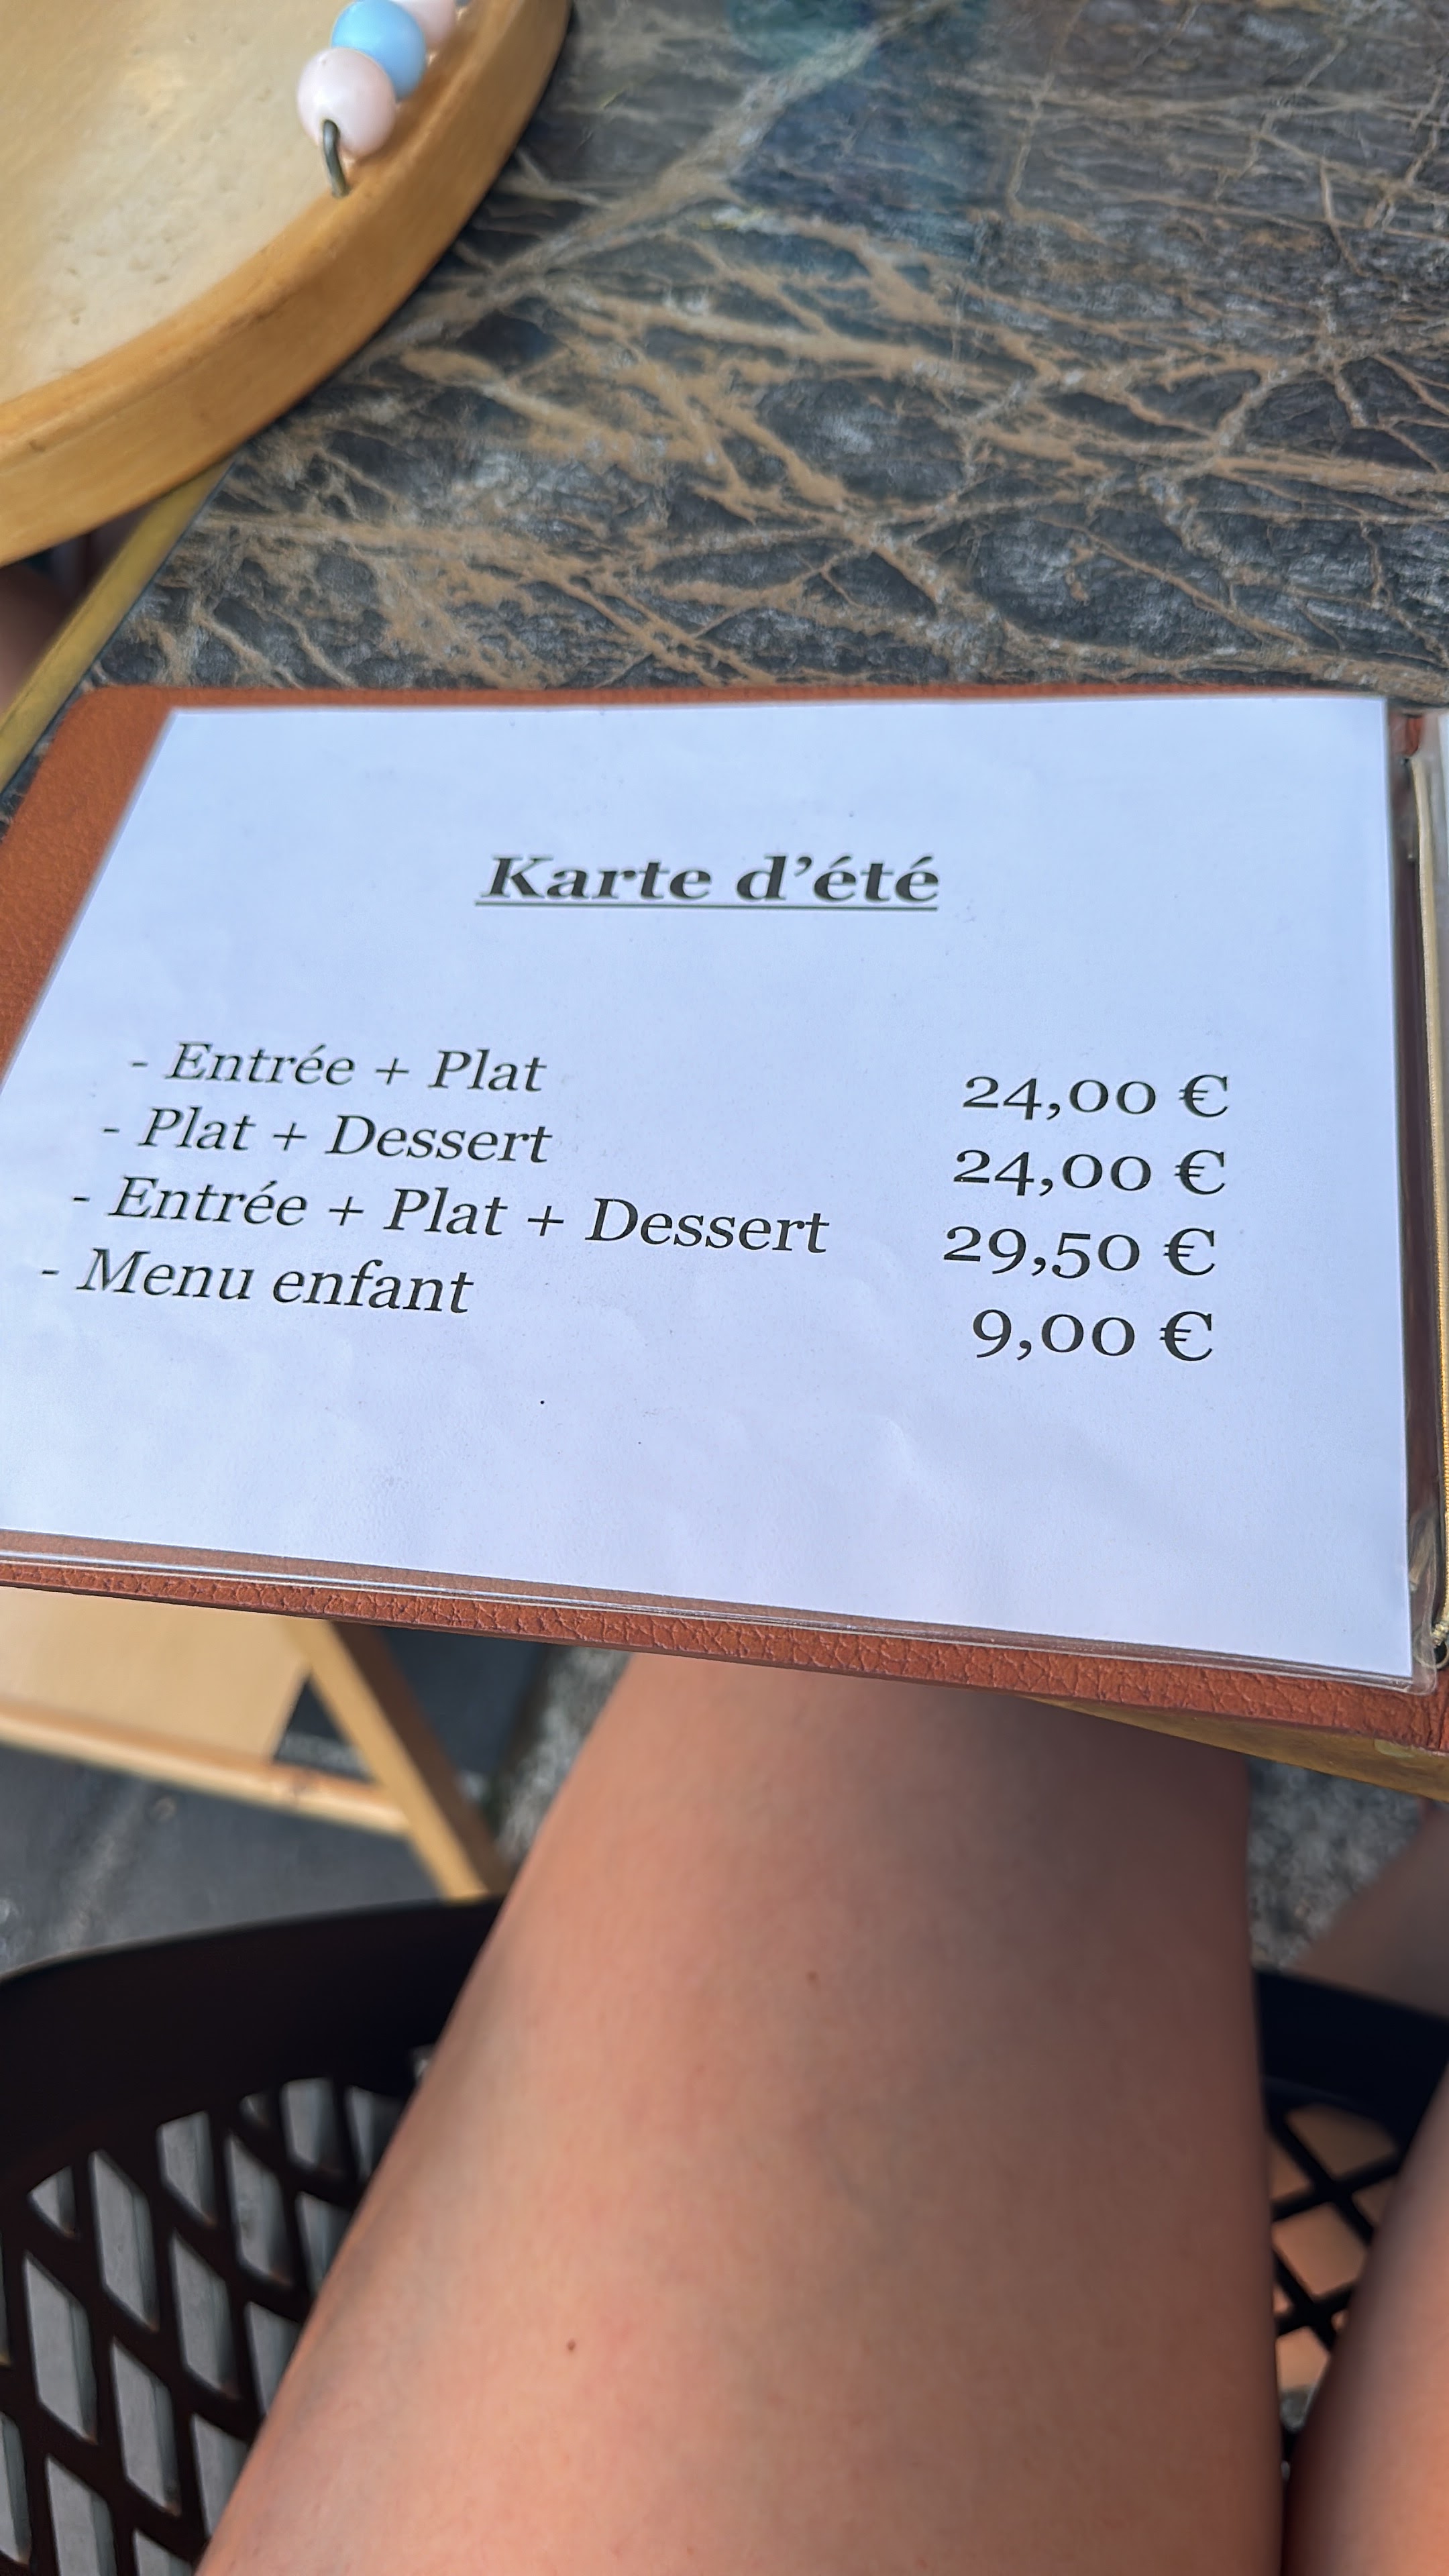 Karte d'été
- Entrée + Plat 24,00 €
- Plat + Dessert 24,00 €
- Entrée + Plat + Dessert 29,50 €
- Menu enfant 9,00 €